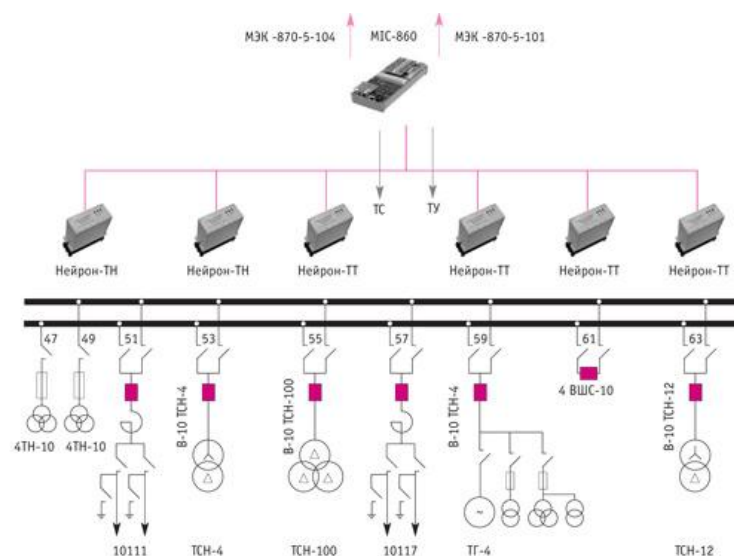 МЭК -870-5-104 MIC-860 МЭК -870-5-101
ТС ТУ
Нейрон-ТН Нейрон-ТН Нейрон-ТТ Нейрон-ТТ Нейрон-ТТ Нейрон-ТТ
47 49 51 53 55 57 59 61 63
4ТН-10 4ТН-10
В-10 ТСН-4
В-10 ТСН-100
В-10 ТСН-4
4 ВШС-10
В-10 ТСН-12
~
10111 ТСН-4 ТСН-100 10117 ТГ-4 ТСН-12